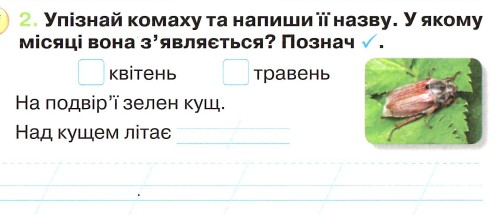 2. Упізнай комаху та напиши її назву. У якому
місяці вона з’являється? Познач ✓.
квітень травень
На подвір’ї зелен кущ.
Над кущем літає